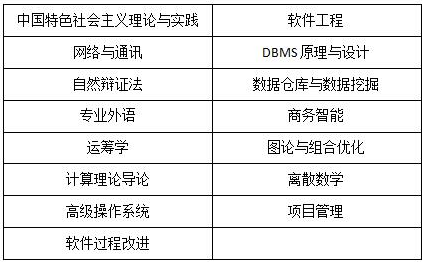 中国特色社会主义理论与实践 软件工程
网络与通讯 DBMS 原理与设计
自然辩证法 数据仓库与数据挖掘
专业外语 商务智能
运筹学 图论与组合优化
计算理论导论 离散数学
高级操作系统 项目管理
软件过程改进